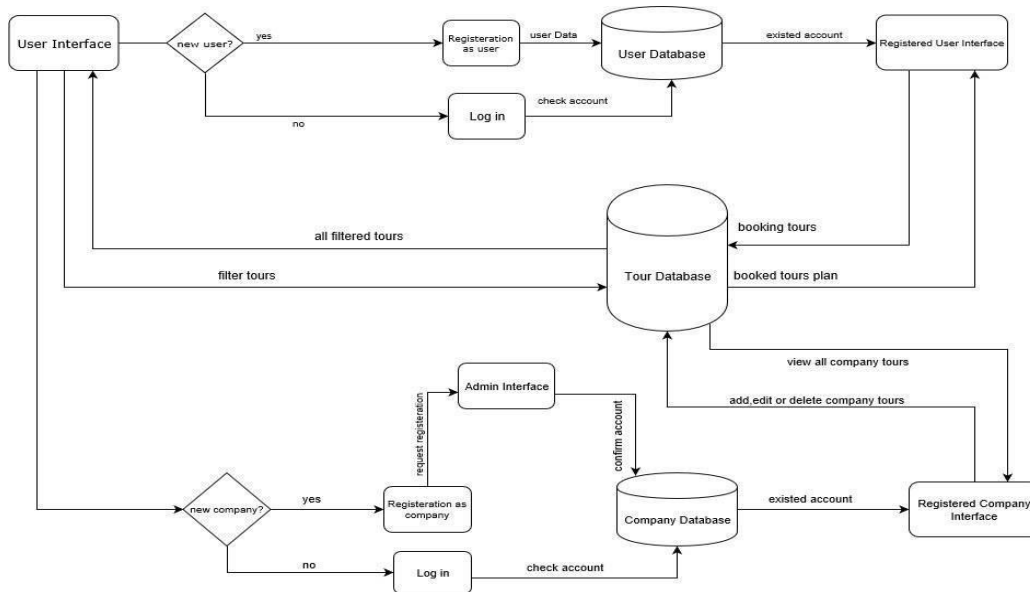 User Interface
new user?
yes
Registeration
as user
user Data
User Database
existed account
Registered User Interface
no
Log in
check account
all filtered tours
filter tours
Tour Database
booking tours
booked tours plan
view all company tours
add,edit or delete company tours
Admin Interface
request registeration
confirm account
new company?
yes
Registeration as
company
Company Database
existed account
Registered Company
Interface
no
Log in
check account